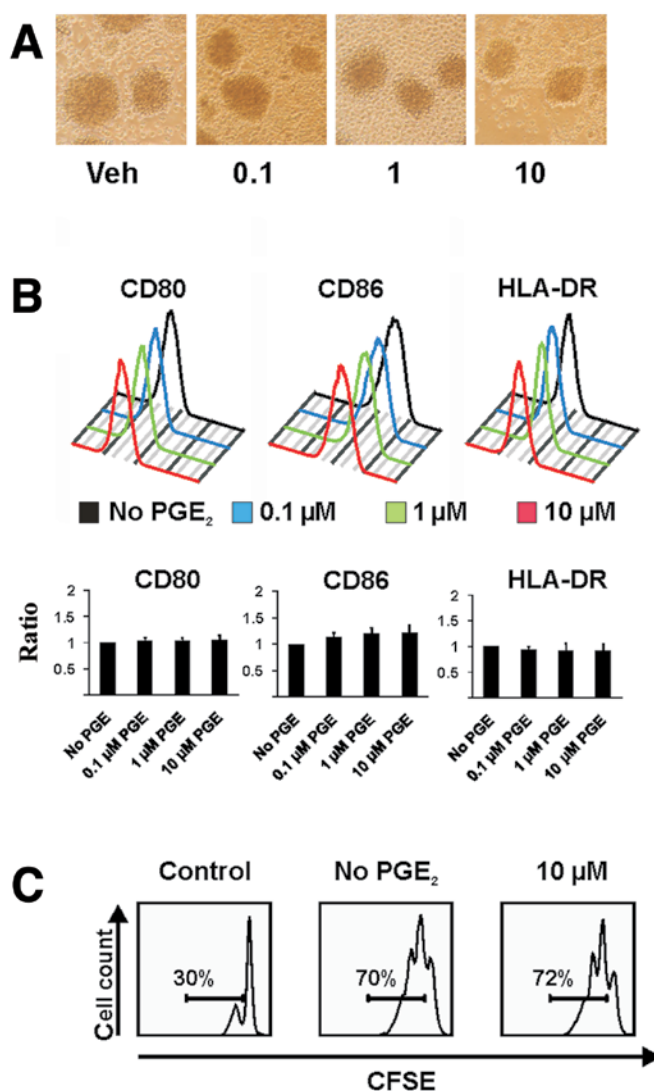 A
Veh 0.1 1 10
B
CD80 CD86 HLA-DR
No PGE₂ 0.1 µM 1 µM 10 µM
CD80 CD86 HLA-DR
Ratio
2 2 2
1.5 1.5 1.5
1 1 1
0.5 0.5 0.5
No PGE 0.1 µM PGE 1 µM PGE 10 µM PGE No PGE 0.1 µM PGE 1 µM PGE 10 µM PGE No PGE 0.1 µM PGE 1 µM PGE 10 µM PGE
C
Control No PGE₂ 10 µM
Cell count
30% 70% 72%
CFSE